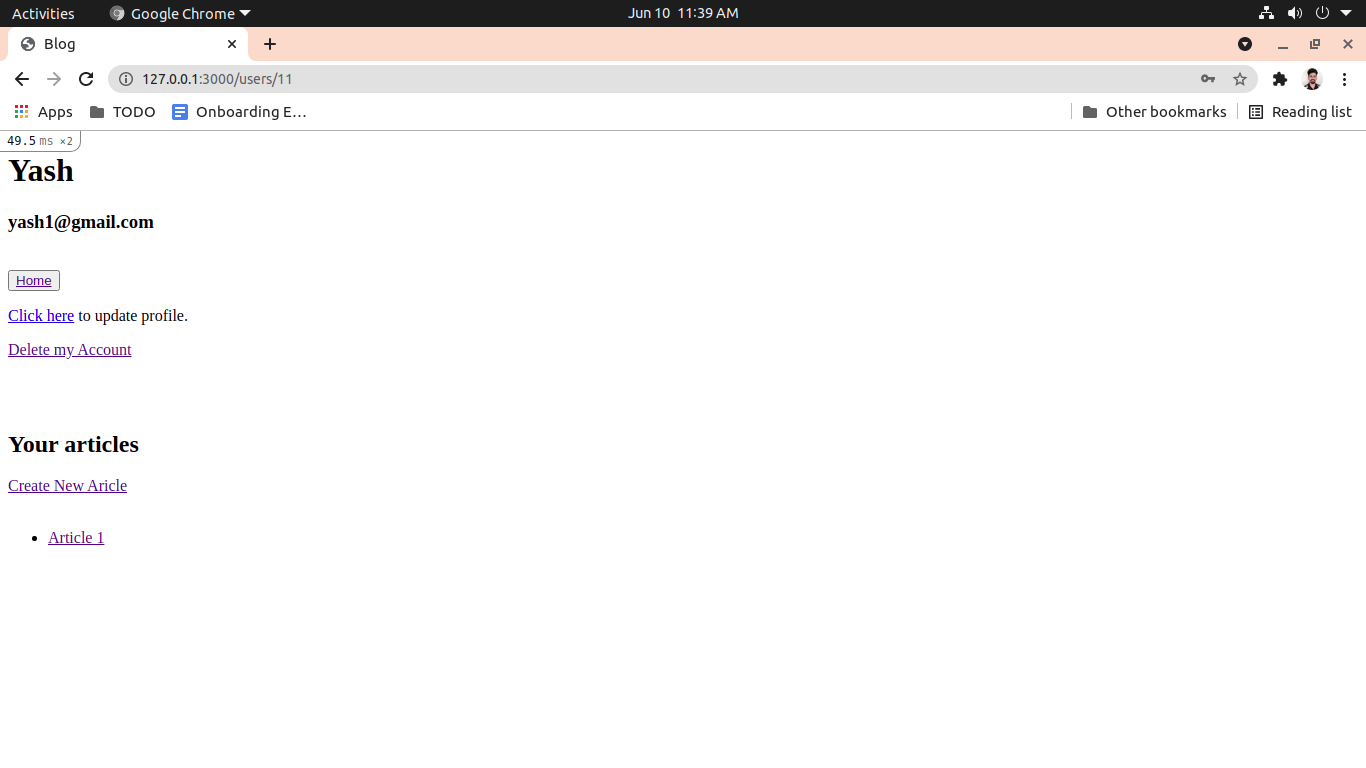 Activities Google Chrome Jun 10 11:39 AM
Blog
127.0.0.1:3000/users/11
Apps TODO Onboarding E… Other bookmarks Reading list
49.5 ms ×2
Yash
yash1@gmail.com
Home
Click here to update profile.
Delete my Account
Your articles
Create New Aricle
Article 1